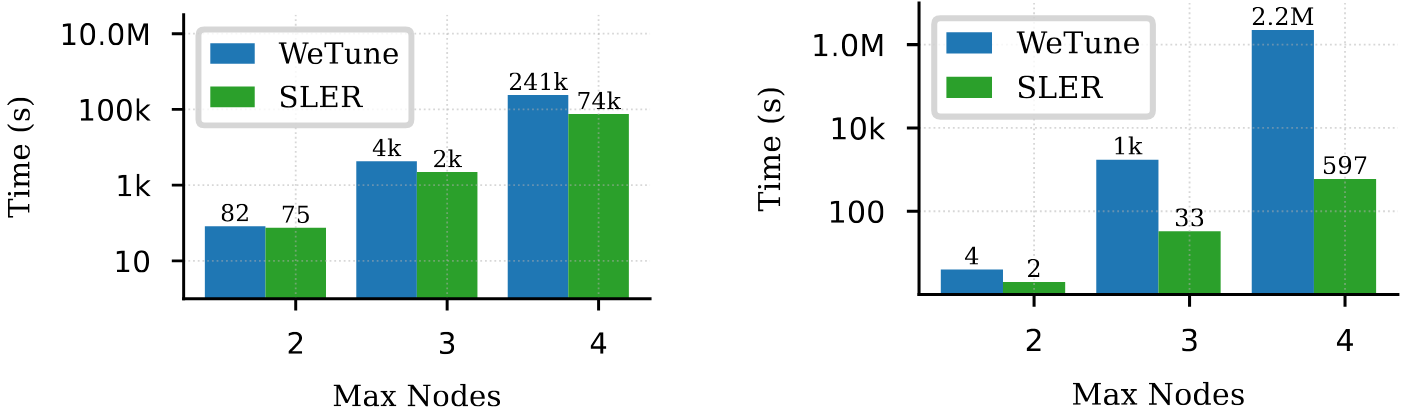 10.0M
100k
1k
10
Time (s)
WeTune
SLER
82
75
4k
2k
241k
74k
2
3
4
Max Nodes
1.0M
10k
100
Time (s)
WeTune
SLER
4
2
1k
33
2.2M
597
2
3
4
Max Nodes